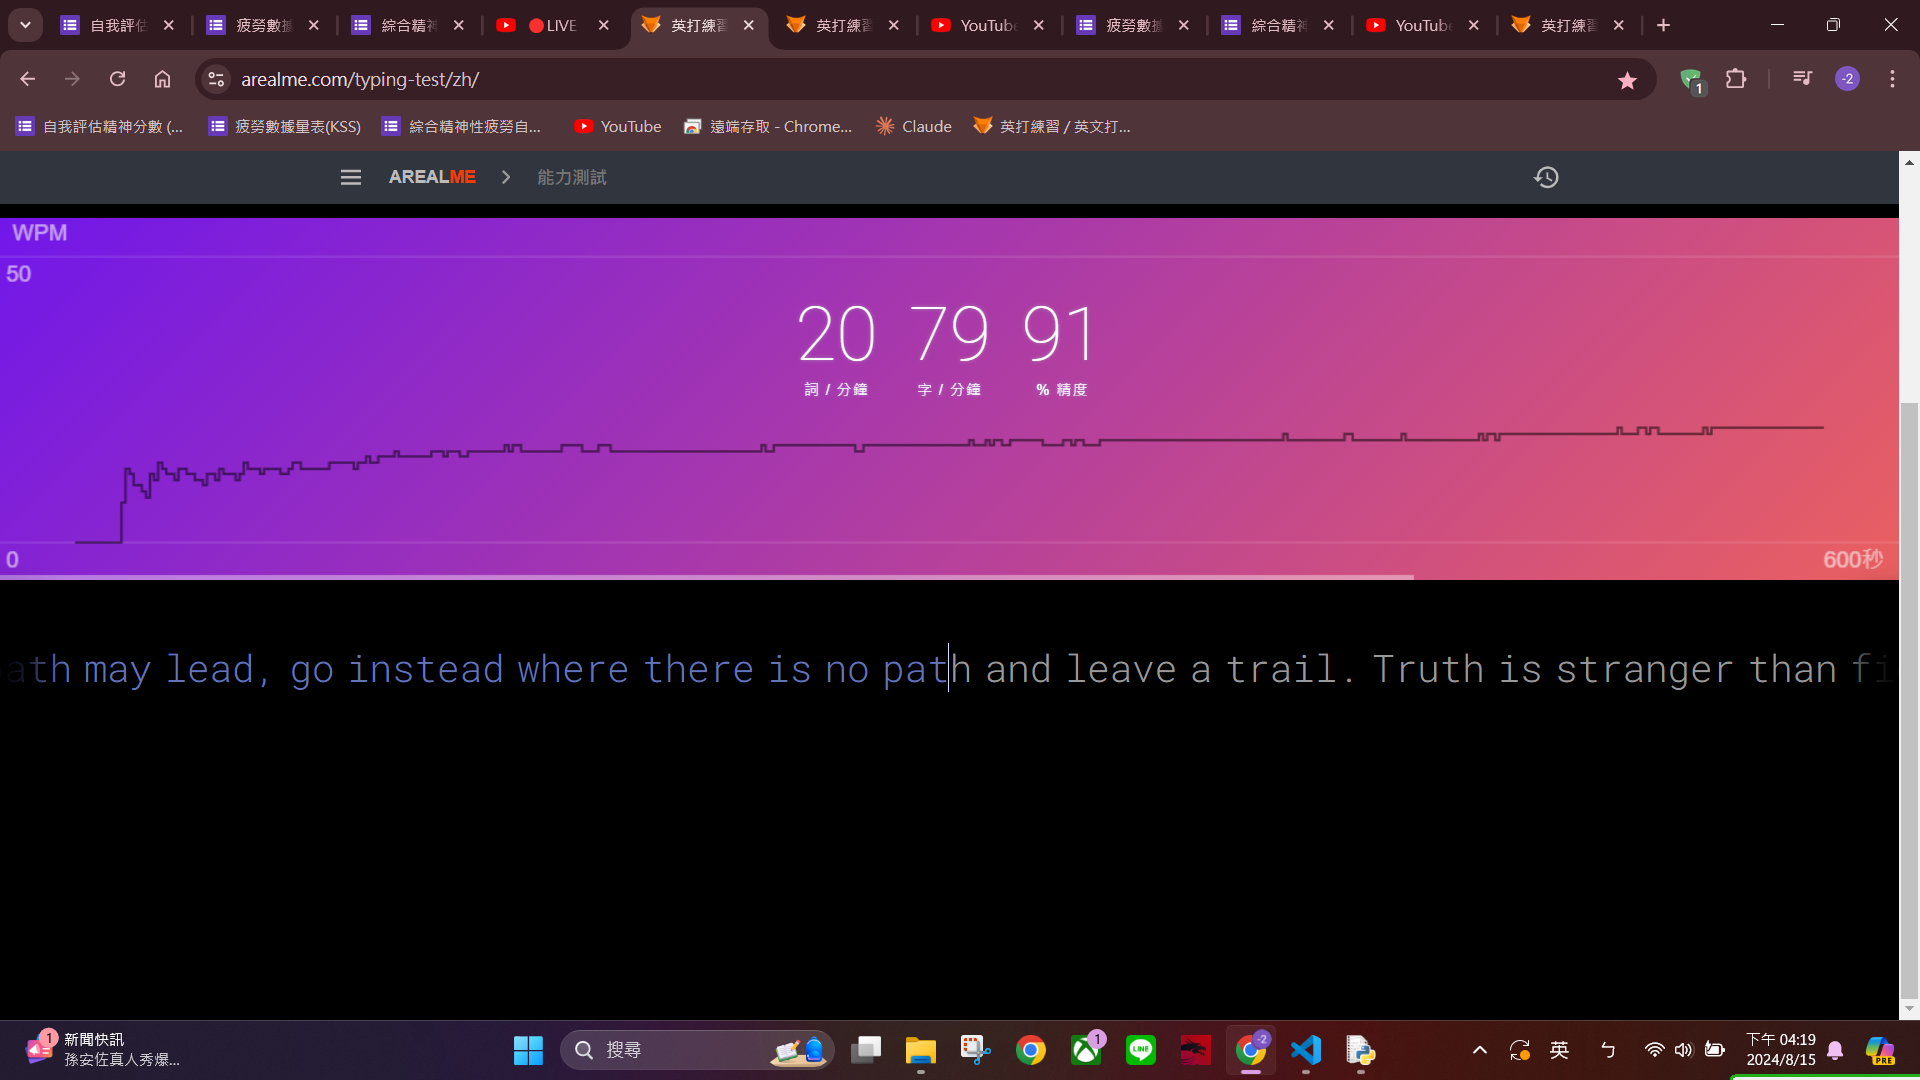 自我評估
疲勞數據
綜合精神
LIVE
英打練習
英打練習
YouTube
疲勞數據
綜合精神
YouTube
英打練習
arealme.com/typing-test/zh/
1
-2
自我評估精神分數 (...
疲勞數據量表(KSS)
綜合精神性疲勞自...
YouTube
遠端存取 - Chrome...
Claude
英打練習 / 英文打...
AREALME
能力測試
WPM
50
20 79 91
詞 / 分鐘 字 / 分鐘 % 精度
0
600秒
ath may lead, go instead where there is no path and leave a trail. Truth is stranger than fi
1
新聞快訊
孫安佐真人秀爆...
搜尋
1
LINE
-2
英
ㄅ
下午 04:19
2024/8/15
PRE